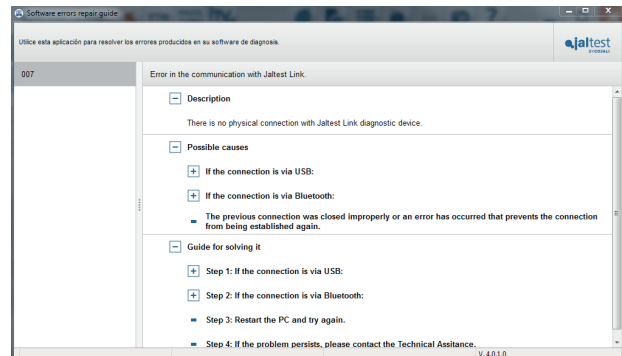 Software errors repair guide
Utilice esta aplicación para resolver los errores producidos en su software de diagnosis.
jaltest
BY COJALI
007
Error in the communication with Jaltest Link.
Description
There is no physical connection with Jaltest Link diagnostic device.
Possible causes
If the connection is via USB:
If the connection is via Bluetooth:
The previous connection was closed improperly or an error has occurred that prevents the connection
from being established again.
Guide for solving it
Step 1: If the connection is via USB:
Step 2: If the connection is via Bluetooth:
Step 3: Restart the PC and try again.
Step 4: If the problem persists, please contact the Technical Assitance.
V. 4.0.1.0